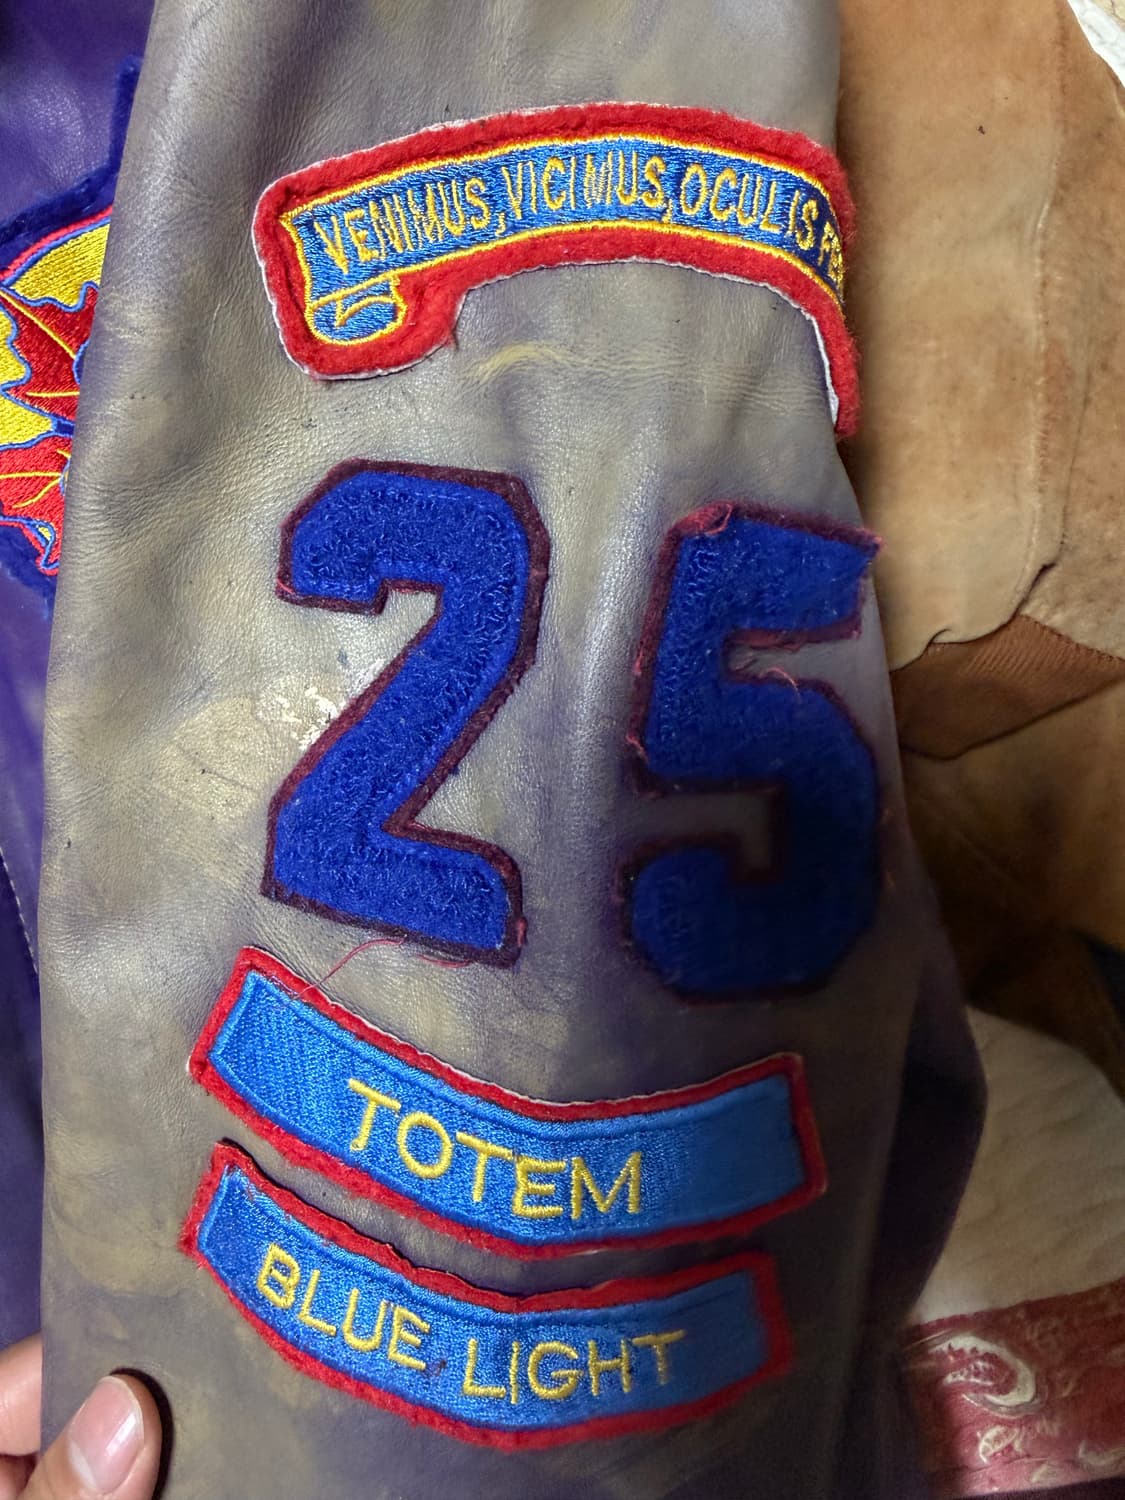 VENIMUS, VICIMUS, OCULIS
25
TOTEM
BLUE LIGHT